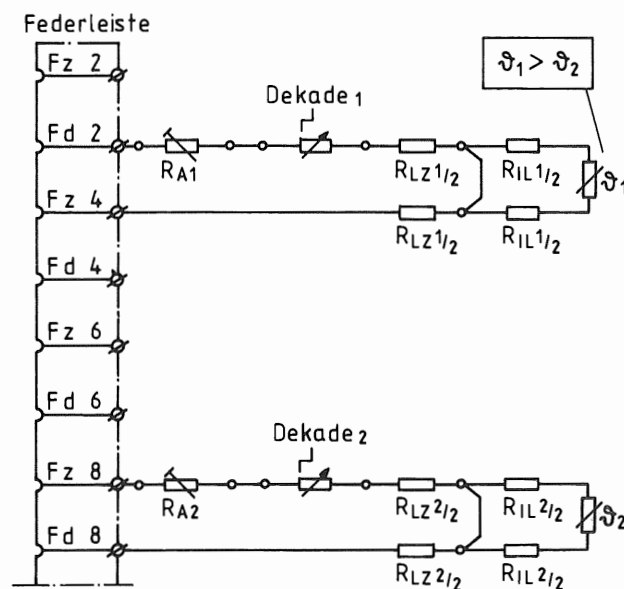 Federleiste
Fz 2
ϑ1 > ϑ2
Dekade 1
Fd 2
RA1
RLZ1/2
RIL1/2
ϑ1
Fz 4
RLZ1/2
RIL1/2
Fd 4
Fz 6
Fd 6
Dekade 2
Fz 8
RA2
RLZ2/2
RIL2/2
ϑ2
Fd 8
RLZ2/2
RIL2/2